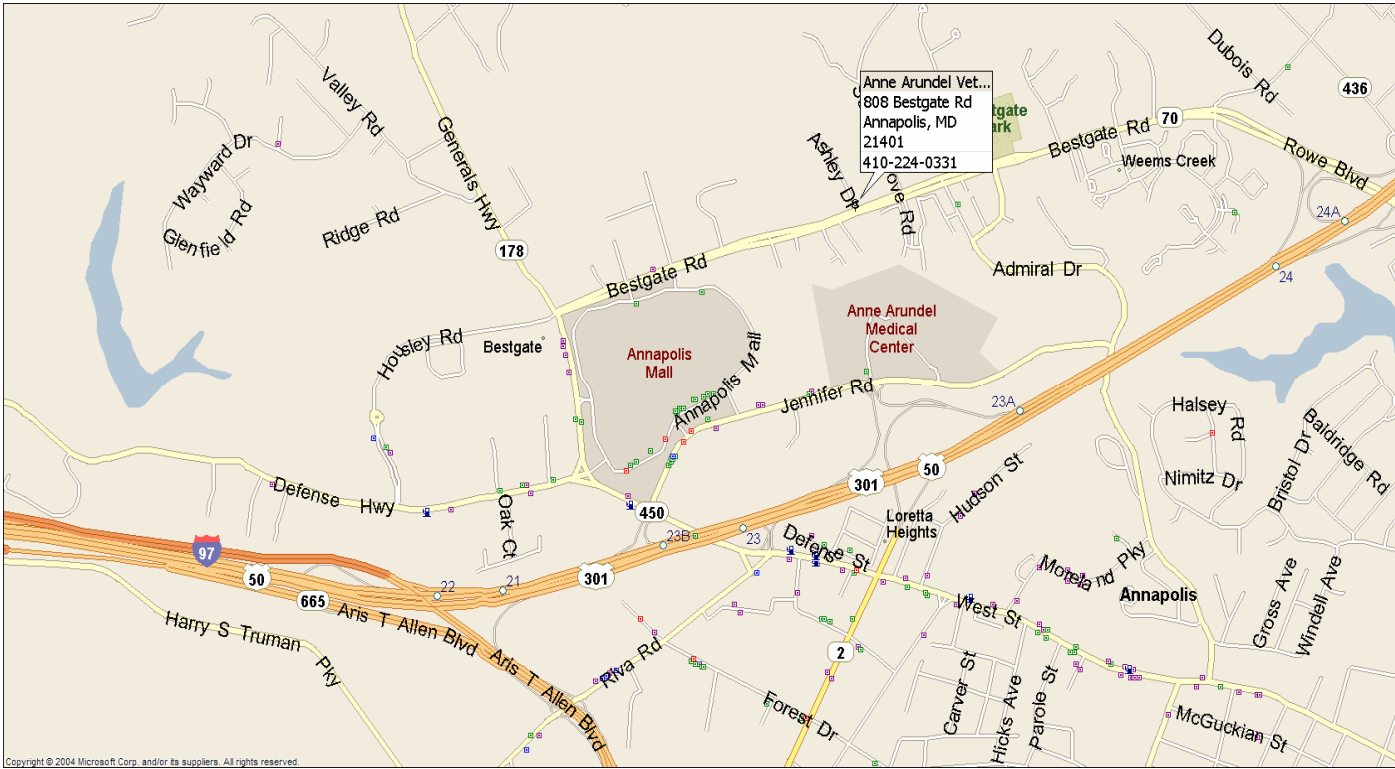 Dubois Rd
436
Valley Rd
Generals Hwy
Anne Arundel Vet...
808 Bestgate Rd
Annapolis, MD
21401
410-224-0331
70
Bestgate Rd
Rowe Blvd
Weems Creek
Wayward Dr
Ashley Dr
Glenfield Rd
Ridge Rd
178
24A
24
Admiral Dr
Bestgate Rd
Anne Arundel
Medical
Center
Housley Rd
Bestgate
Annapolis
Mall
Annapolis Mall
Jennifer Rd
23A
Halsey Rd
Baldridge Rd
Bristol Dr
Nimitz Dr
50
301
Hudson St
Defense Hwy
Oak Ct
450
Loretta
Heights
23B
23
Defense St
97
50
665
22
21
301
Moreland Pky
Annapolis
Gross Ave
Windell Ave
West St
Aris T Allen Blvd
Aris T Allen Blvd
Harry S Truman Pky
Riva Rd
2
Carver St
Hicks Ave
Parole St
Forest Dr
McGuckian St
Copyright © 2004 Microsoft Corp. and/or its suppliers. All rights reserved.